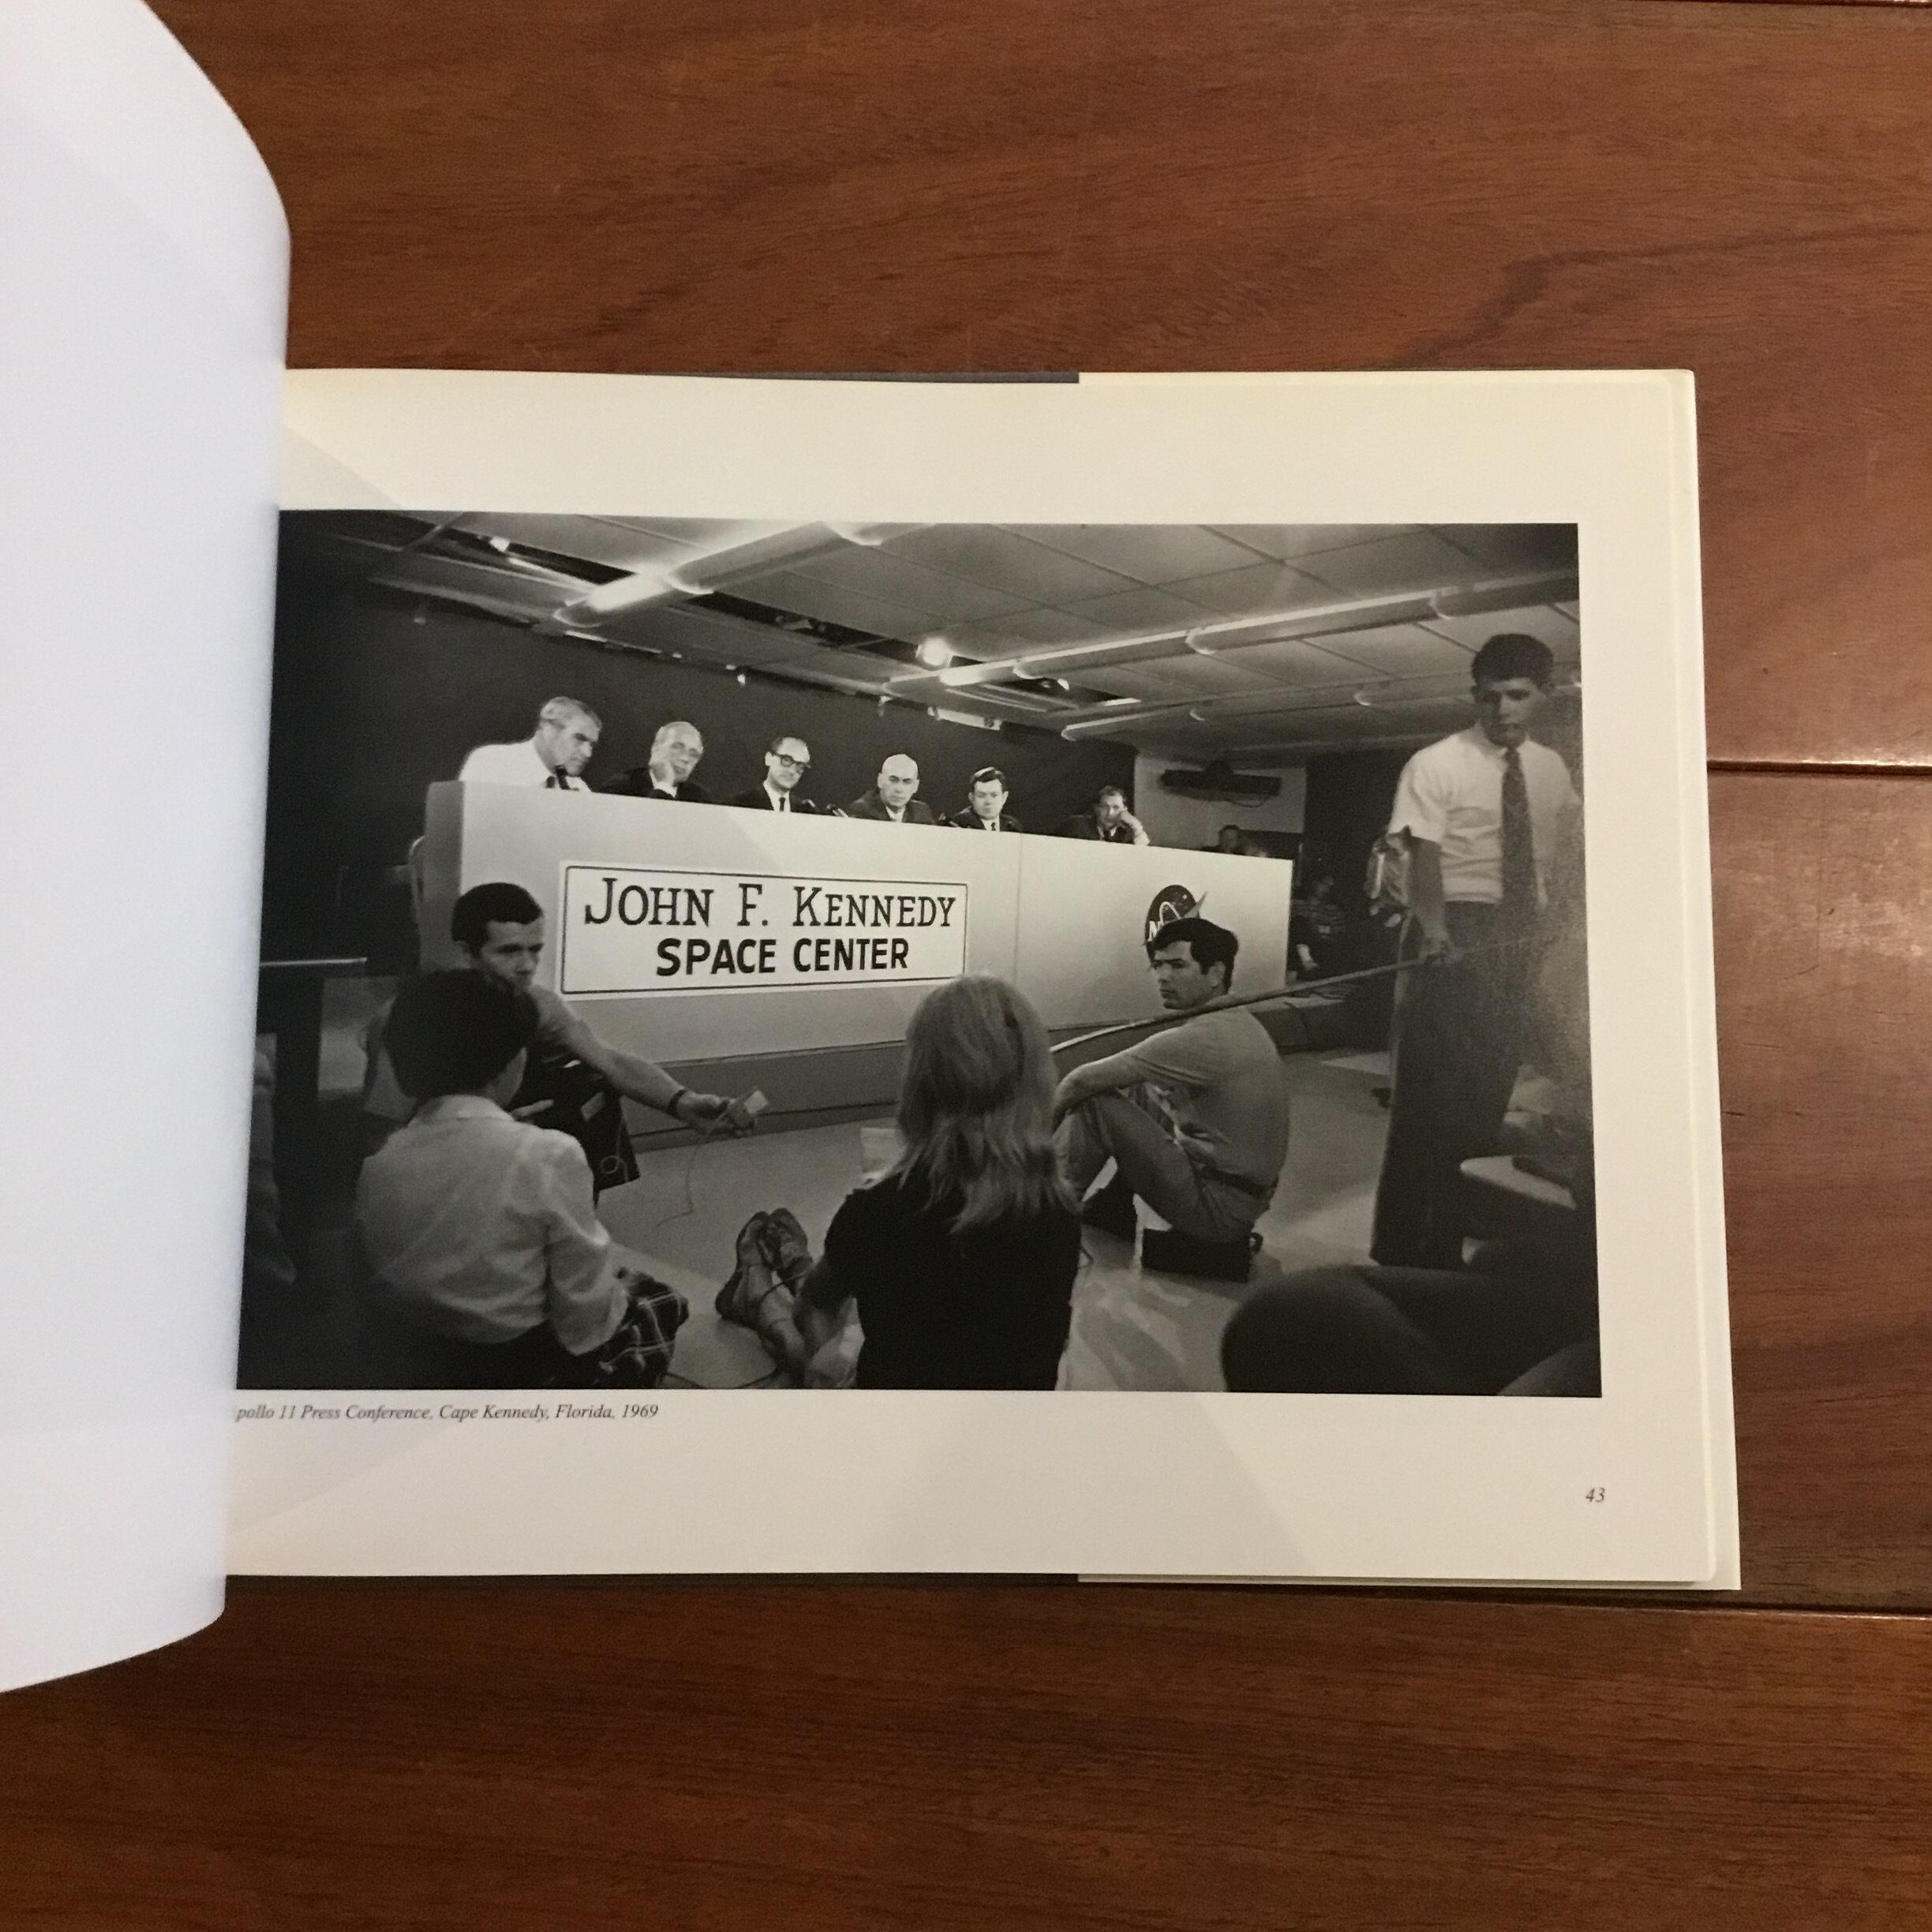 JOHN F. KENNEDY
SPACE CENTER
pollo 11 Press Conference, Cape Kennedy, Florida, 1969
43